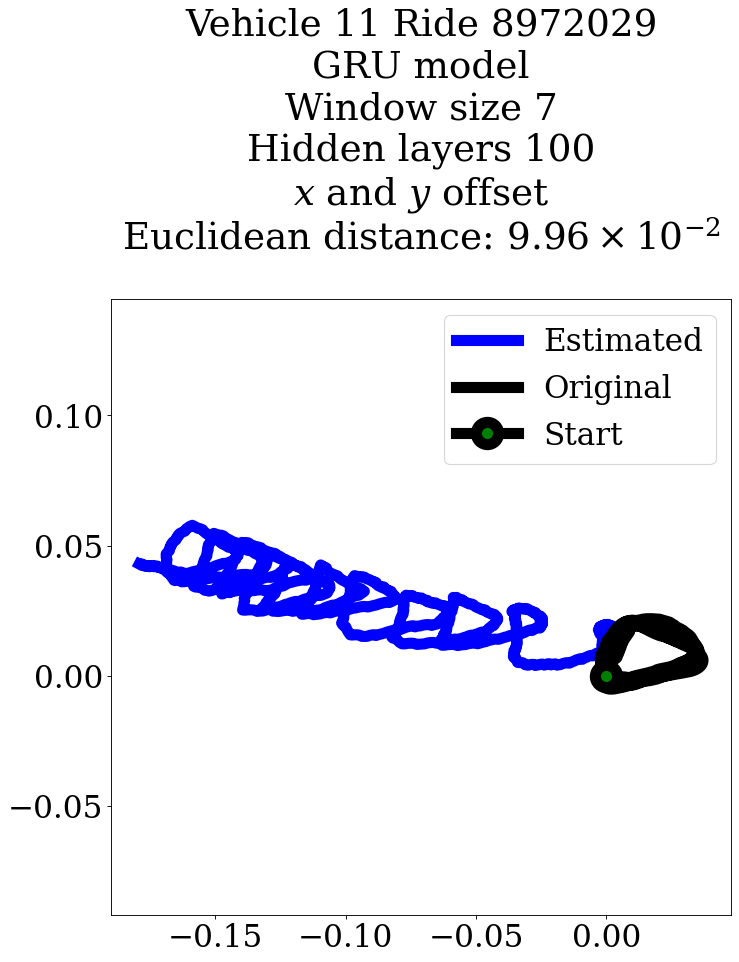 Vehicle 11 Ride 8972029
GRU model
Window size 7
Hidden layers 100
x and y offset
Euclidean distance: 9.96 × 10⁻²
Estimated
Original
Start
0.10
0.05
0.00
−0.05
−0.15
−0.10
−0.05
0.00